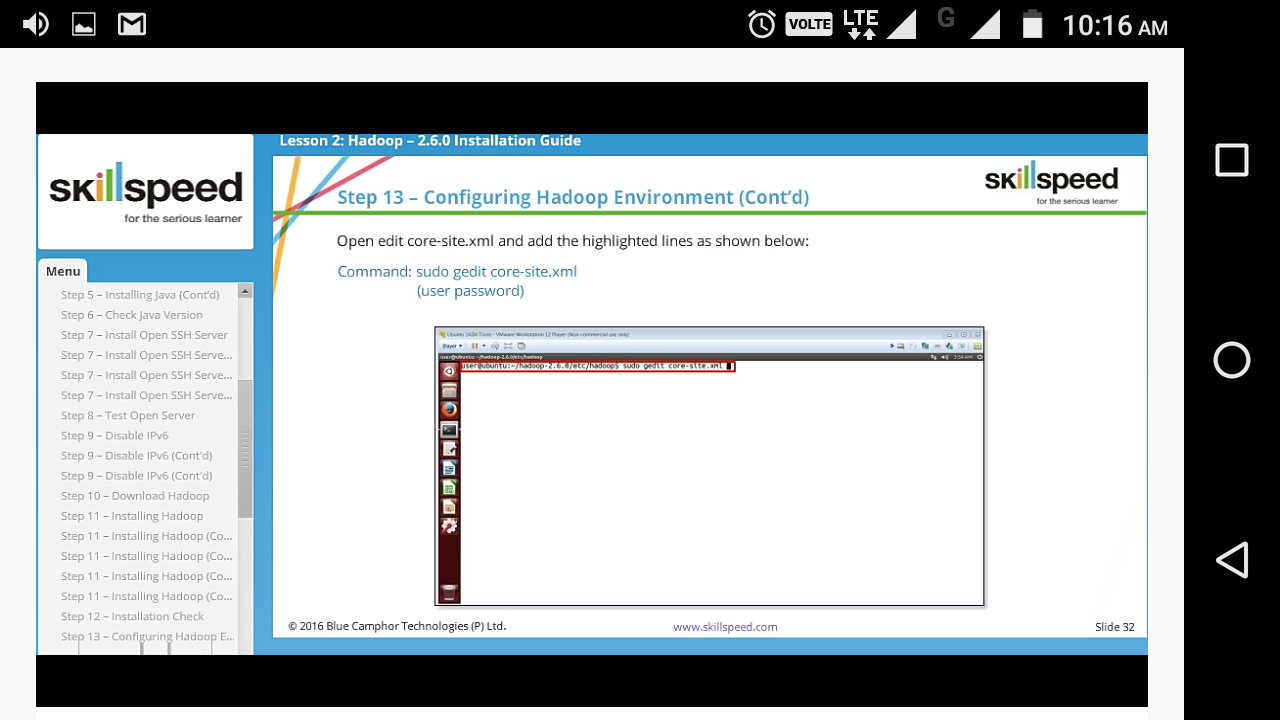 VOLTE LTE G 10:16 AM
Lesson 2: Hadoop – 2.6.0 Installation Guide
skillspeed
for the serious learner
Menu
Step 5 – Installing Java (Cont'd)
Step 6 – Check Java Version
Step 7 – Install Open SSH Server
Step 7 – Install Open SSH Serve...
Step 7 – Install Open SSH Serve...
Step 7 – Install Open SSH Serve...
Step 8 – Test Open Server
Step 9 – Disable IPv6
Step 9 – Disable IPv6 (Cont'd)
Step 9 – Disable IPv6 (Cont'd)
Step 10 – Download Hadoop
Step 11 – Installing Hadoop
Step 11 – Installing Hadoop (Co...
Step 11 – Installing Hadoop (Co...
Step 11 – Installing Hadoop (Co...
Step 11 – Installing Hadoop (Co...
Step 12 – Installation Check
Step 13 – Configuring Hadoop E...
Step 13 – Configuring Hadoop Environment (Cont'd)
skillspeed
for the serious learner
Open edit core-site.xml and add the highlighted lines as shown below:
Command: sudo gedit core-site.xml
(user password)
Ubuntu 14.04 Tools - VMware Workstation 12 Player (Non-commercial use only)
Player
user@ubuntu: ~/hadoop-2.6.0/etc/hadoop
user@ubuntu:~/hadoop-2.6.0/etc/hadoop$ sudo gedit core-site.xml
© 2016 Blue Camphor Technologies (P) Ltd.
www.skillspeed.com
Slide 32